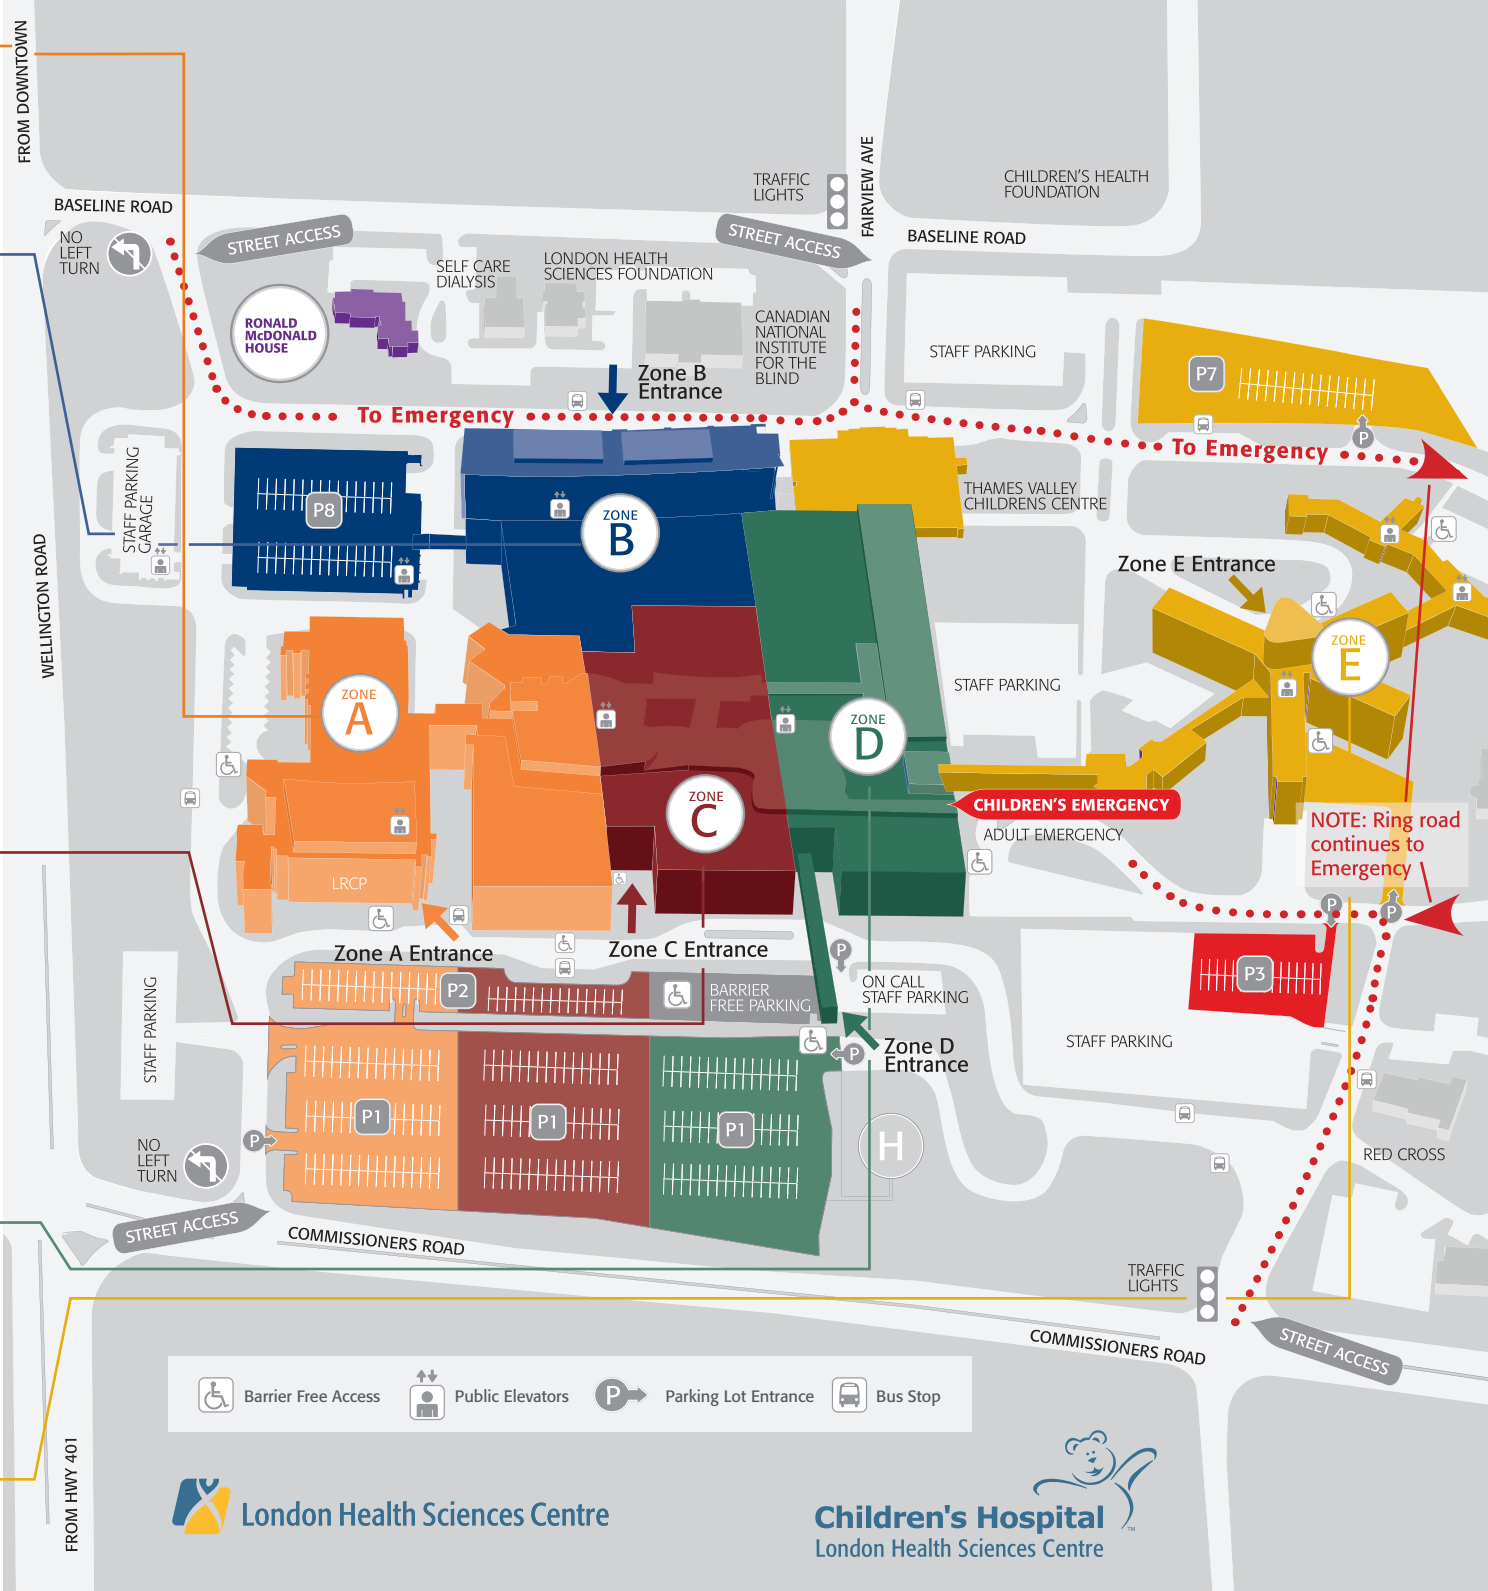 FROM DOWNTOWN
BASELINE ROAD
NO
LEFT
TURN
STREET ACCESS
TRAFFIC
LIGHTS
STREET ACCESS
FAIRVIEW AVE
CHILDREN'S HEALTH
FOUNDATION
BASELINE ROAD
SELF CARE
DIALYSIS
LONDON HEALTH
SCIENCES FOUNDATION
RONALD
McDONALD
HOUSE
CANADIAN
NATIONAL
INSTITUTE
FOR THE
BLIND
STAFF PARKING
P7
Zone B
Entrance
To Emergency
To Emergency
P
STAFF PARKING
GARAGE
P8
ZONE
B
THAMES VALLEY
CHILDRENS CENTRE
WELLINGTON ROAD
Zone E Entrance
ZONE
E
ZONE
A
STAFF PARKING
ZONE
D
ZONE
C
CHILDREN'S EMERGENCY
ADULT EMERGENCY
NOTE: Ring road
continues to
Emergency
LRCP
P
P
Zone A Entrance
Zone C Entrance
P
STAFF PARKING
P2
BARRIER
FREE PARKING
ON CALL
STAFF PARKING
P3
STAFF PARKING
Zone D
Entrance
P
P1
P1
P1
H
P
NO
LEFT
TURN
RED CROSS
STREET ACCESS
COMMISSIONERS ROAD
TRAFFIC
LIGHTS
COMMISSIONERS ROAD
STREET ACCESS
Barrier Free Access
Public Elevators
P
Parking Lot Entrance
Bus Stop
FROM HWY 401
London Health Sciences Centre
Children's Hospital
TM
London Health Sciences Centre